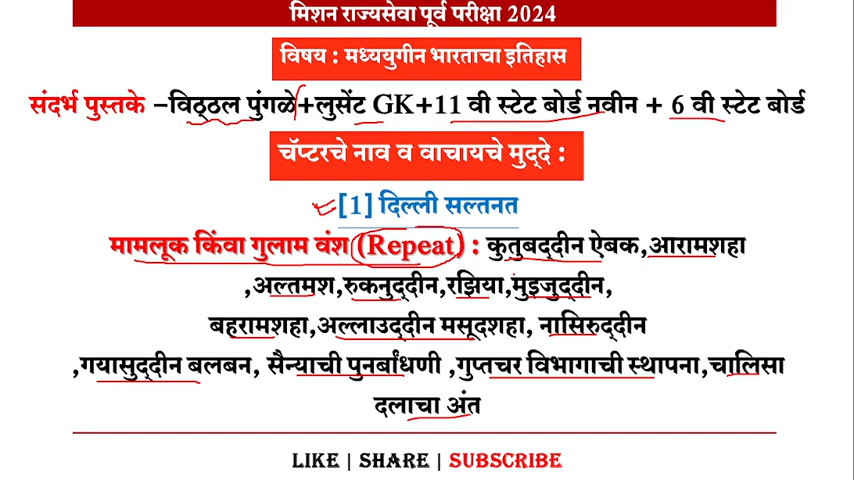 मिशन राज्यसेवा पूर्व परीक्षा 2024
विषय : मध्ययुगीन भारताचा इतिहास
संदर्भ पुस्तके –विठ्ठल पुंगळे+लुसेंट GK+11 वी स्टेट बोर्ड नवीन + 6 वी स्टेट बोर्ड
चॅप्टरचे नाव व वाचायचे मुद्दे :
[1] दिल्ली सल्तनत
मामलूक किंवा गुलाम वंश (Repeat) : कुतुबद्दीन ऐबक,आरामशहा
,अल्तमश,रुकनुद्दीन,रझिया,मुइजुद्दीन,
बहरामशहा,अल्लाउद्दीन मसूदशहा, नासिरुद्दीन
,गयासुद्दीन बलबन, सैन्याची पुनर्बांधणी ,गुप्तचर विभागाची स्थापना,चालिसा
दलाचा अंत
LIKE | SHARE | SUBSCRIBE